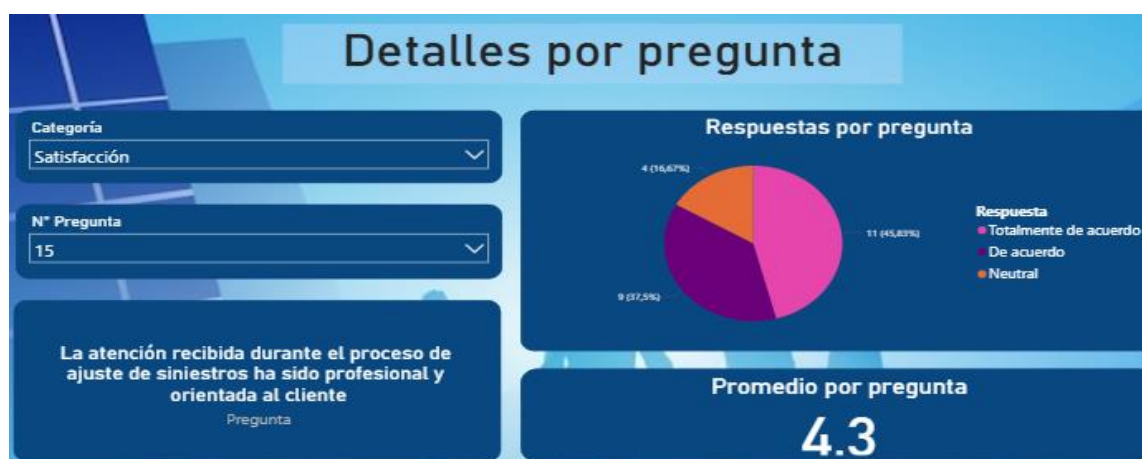 Detalles por pregunta
Categoría
Satisfacción
N° Pregunta
15
La atención recibida durante el proceso de
ajuste de siniestros ha sido profesional y
orientada al cliente
Pregunta
Respuestas por pregunta
4 (16,67%)
11 (45,83%)
9 (37,5%)
Respuesta
Totalmente de acuerdo
De acuerdo
Neutral
Promedio por pregunta
4.3